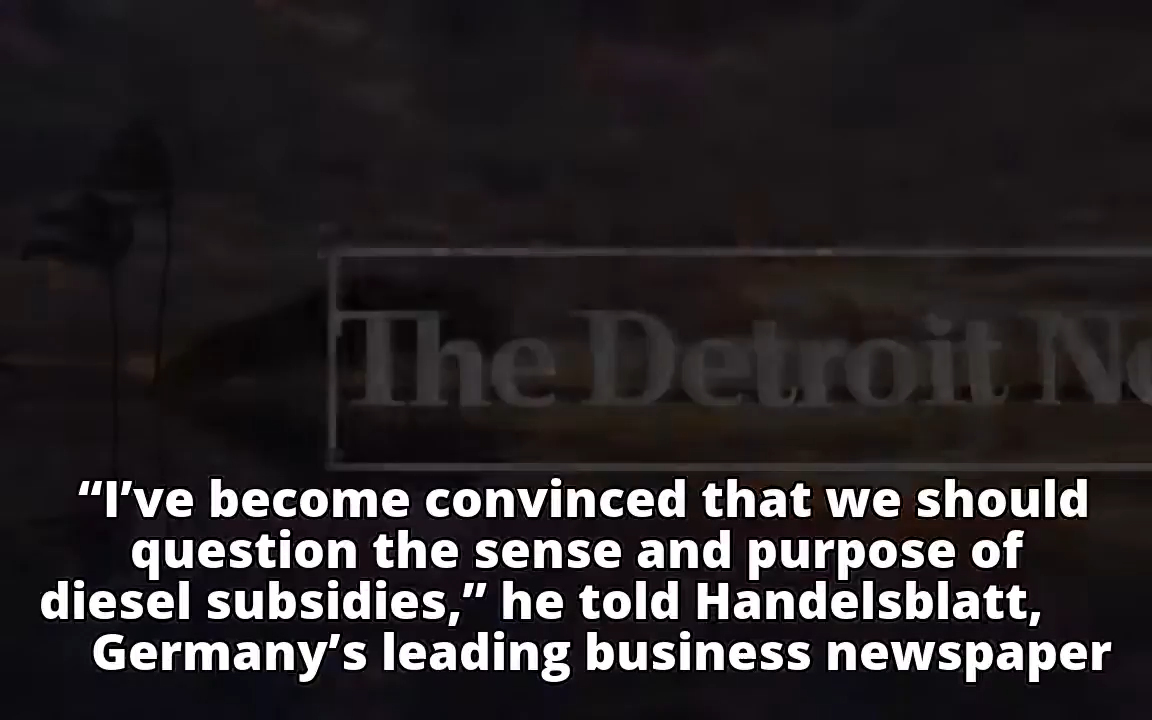 The Detroit
“I’ve become convinced that we should
question the sense and purpose of
diesel subsidies,” he told Handelsblatt,
Germany’s leading business newspaper